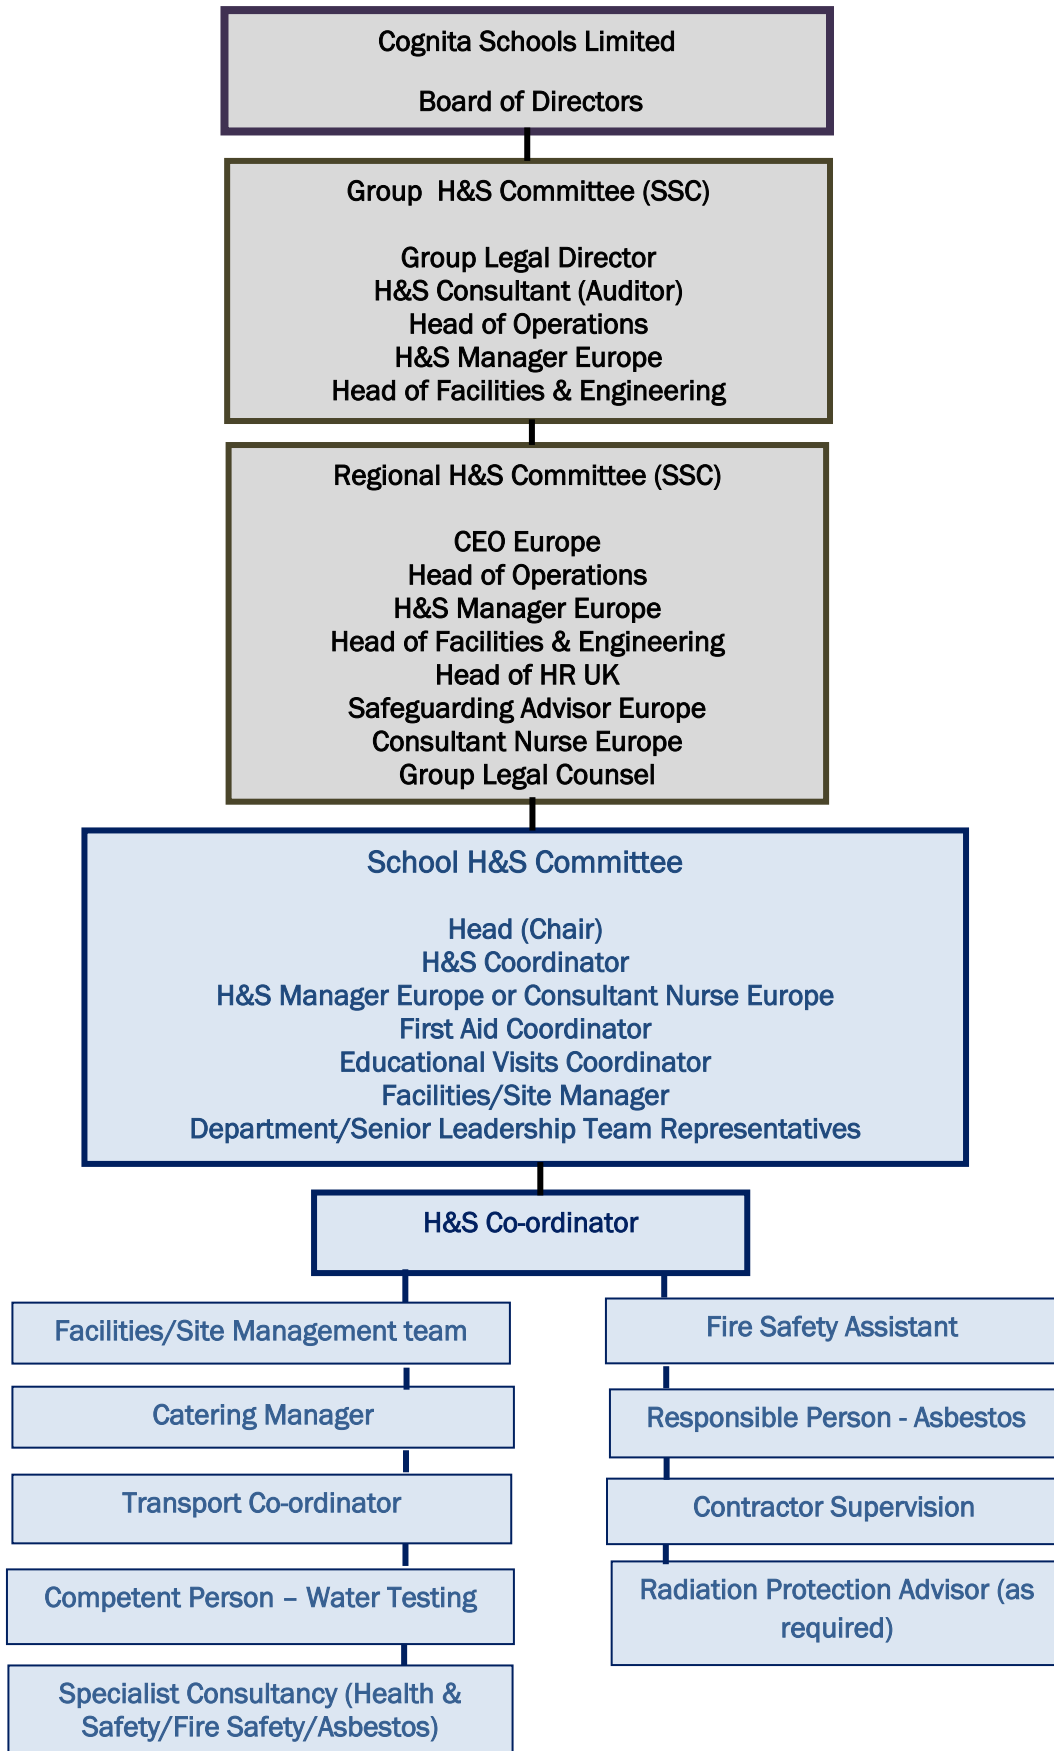 Cognita Schools Limited
Board of Directors
Group  H&S Committee (SSC)
Group Legal Director
H&S Consultant (Auditor)
Head of Operations
H&S Manager Europe
Head of Facilities & Engineering
Regional H&S Committee (SSC)
CEO Europe
Head of Operations
H&S Manager Europe
Head of Facilities & Engineering
Head of HR UK
Safeguarding Advisor Europe
Consultant Nurse Europe
Group Legal Counsel
School H&S Committee
Head (Chair)
H&S Coordinator
H&S Manager Europe or Consultant Nurse Europe
First Aid Coordinator
Educational Visits Coordinator
Facilities/Site Manager
Department/Senior Leadership Team Representatives
H&S Co-ordinator
Facilities/Site Management team
Catering Manager
Transport Co-ordinator
Competent Person – Water Testing
Specialist Consultancy (Health &
Safety/Fire Safety/Asbestos)
Fire Safety Assistant
Responsible Person - Asbestos
Contractor Supervision
Radiation Protection Advisor (as
required)